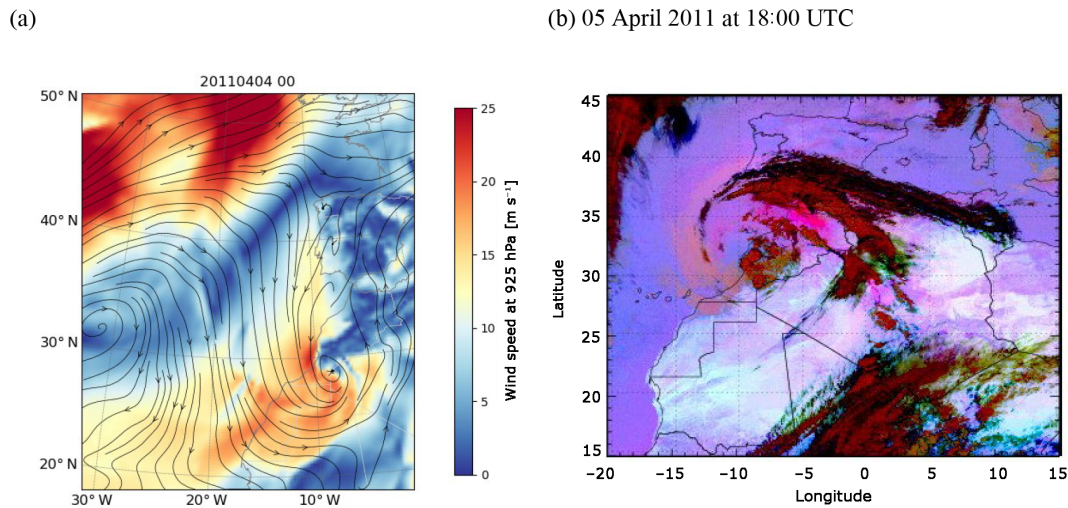 (a)
(b) 05 April 2011 at 18:00 UTC
20110404 00
50° N
40° N
30° N
20° N
30° W
20° W
10° W
25
20
15
10
5
0
Wind speed at 925 hPa [m s⁻¹]
45
40
35
30
25
20
15
Latitude
−20
−15
−10
−5
0
5
10
15
Longitude